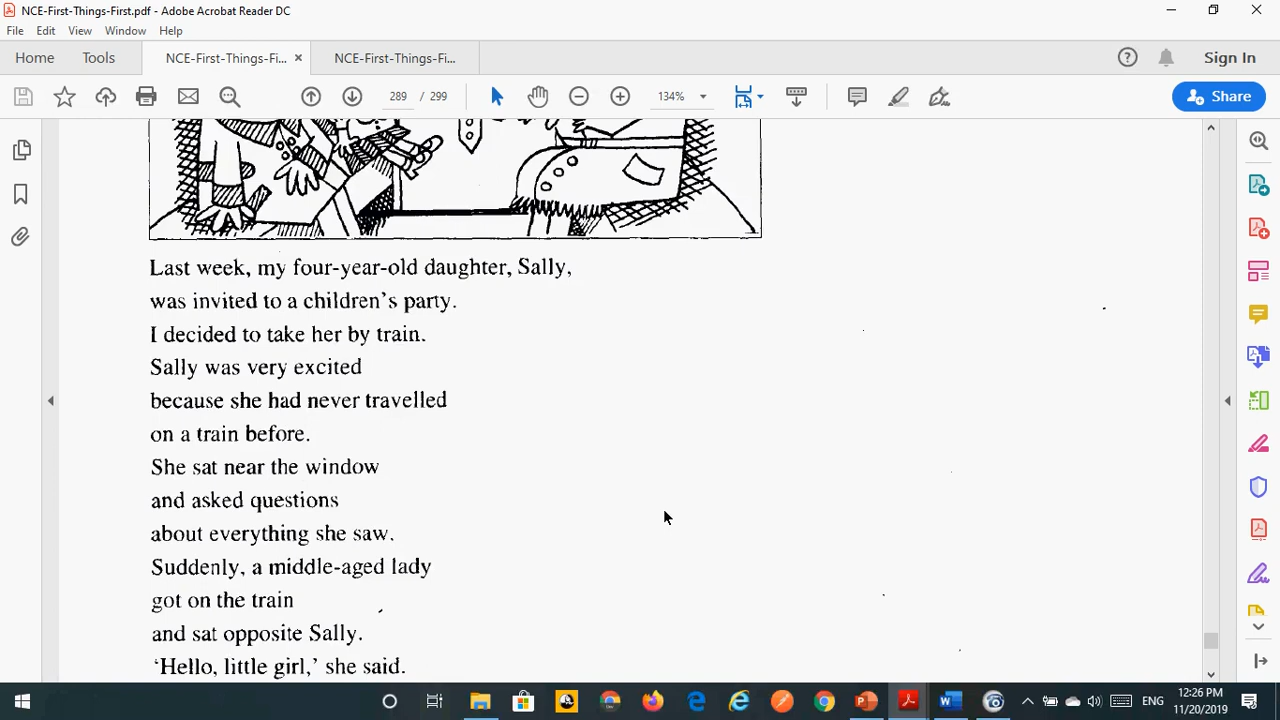 NCE-First-Things-First.pdf - Adobe Acrobat Reader DC
File Edit View Window Help
Home Tools NCE-First-Things-Fi... × NCE-First-Things-Fi... Sign In
289 / 299 134% Share
Last week, my four-year-old daughter, Sally,
was invited to a children's party.
I decided to take her by train.
Sally was very excited
because she had never travelled
on a train before.
She sat near the window
and asked questions
about everything she saw.
Suddenly, a middle-aged lady
got on the train
and sat opposite Sally.
'Hello, little girl,' she said.
ENG 12:26 PM
11/20/2019